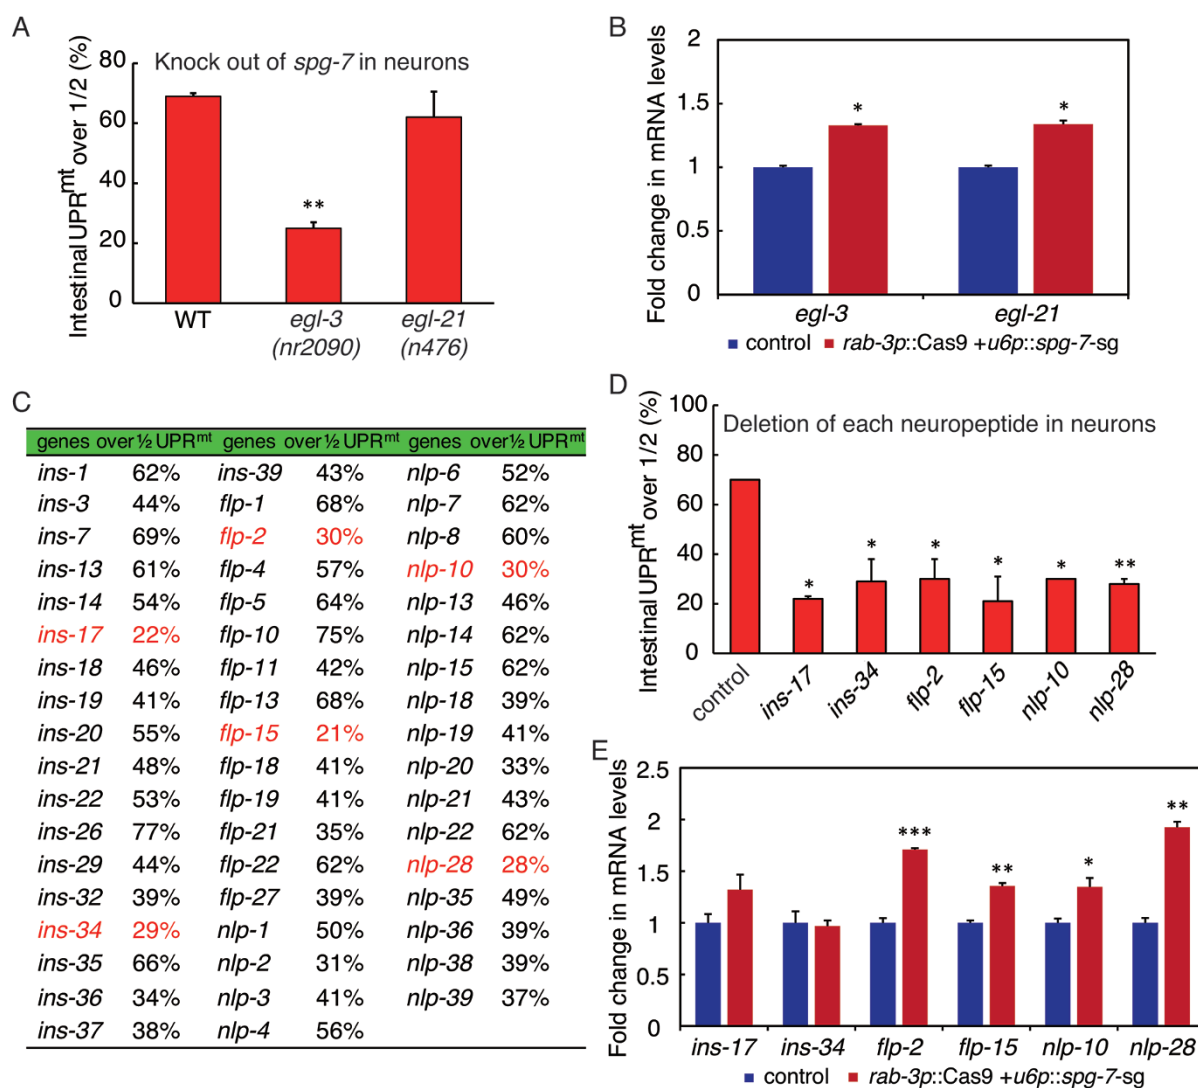 A
Knock out of spg-7 in neurons
Intestinal UPRmt over 1/2 (%)
80
60
40
20
0
**
WT
egl-3
(nr2090)
egl-21
(n476)
B
Fold change in mRNA levels
2
1.5
1
0.5
0
*
*
egl-3
egl-21
control
rab-3p::Cas9 +u6p::spg-7-sg
C
genes over ½ UPRmt genes over ½ UPRmt genes over½ UPRmt
ins-1 62% ins-39 43% nlp-6 52%
ins-3 44% flp-1 68% nlp-7 62%
ins-7 69% flp-2 30% nlp-8 60%
ins-13 61% flp-4 57% nlp-10 30%
ins-14 54% flp-5 64% nlp-13 46%
ins-17 22% flp-10 75% nlp-14 62%
ins-18 46% flp-11 42% nlp-15 62%
ins-19 41% flp-13 68% nlp-18 39%
ins-20 55% flp-15 21% nlp-19 41%
ins-21 48% flp-18 41% nlp-20 33%
ins-22 53% flp-19 41% nlp-21 43%
ins-26 77% flp-21 35% nlp-22 62%
ins-29 44% flp-22 62% nlp-28 28%
ins-32 39% flp-27 39% nlp-35 49%
ins-34 29% nlp-1 50% nlp-36 39%
ins-35 66% nlp-2 31% nlp-38 39%
ins-36 34% nlp-3 41% nlp-39 37%
ins-37 38% nlp-4 56%
D
Deletion of each neuropeptide in neurons
Intestinal UPRmt over 1/2 (%)
100
80
60
40
20
0
* * * * * **
control
ins-17
ins-34
flp-2
flp-15
nlp-10
nlp-28
E
Fold change in mRNA levels
2.5
2
1.5
1
0.5
0
*** ** * **
ins-17 ins-34 flp-2 flp-15 nlp-10 nlp-28
control
rab-3p::Cas9 +u6p::spg-7-sg